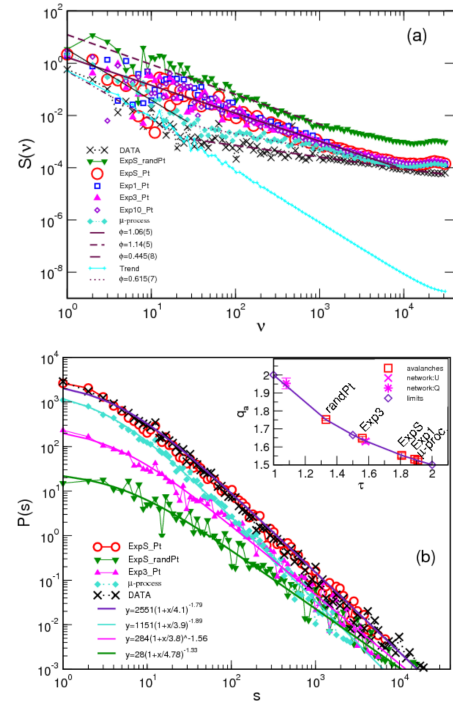 (a)
10^2
10^0
10^-2
10^-4
10^-6
10^-8
S(ν)
DATA
ExpS_randPt
ExpS_Pt
Exp1_Pt
Exp3_Pt
Exp10_Pt
μ-process
ϕ=1.06(5)
ϕ=1.14(5)
ϕ=0.445(8)
Trend
ϕ=0.615(7)
10^0 10^1 10^2 10^3 10^4
ν
10^4
10^3
10^2
10^1
10^0
10^-1
10^-2
10^-3
P(s)
2
1.9
1.8
1.7
1.6
1.5
q_a
randPt
Exp3
ExpS
Exp1
μ-proc.
avalanches
network:U
network:Q
limits
1 1.2 1.4 1.6 1.8 2
τ
(b)
ExpS_Pt
ExpS_randPt
Exp3_Pt
μ-process
DATA
y=2551(1+x/4.1)^-1.79
y=1151(1+x/3.9)^-1.89
y=284(1+x/3.8)^-1.56
y=28(1+x/4.78)^-1.33
10^0 10^1 10^2 10^3 10^4
s